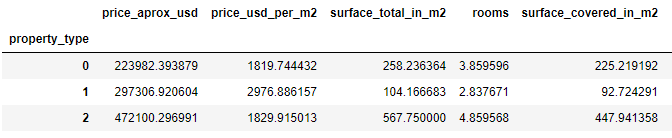 price_aprox_usd price_usd_per_m2 surface_total_in_m2 rooms surface_covered_in_m2
property_type
0 223982.393879 1819.744432 258.236364 3.859596 225.219192
1 297306.920604 2976.886157 104.166683 2.837671 92.724291
2 472100.296991 1829.915013 567.750000 4.859568 447.941358